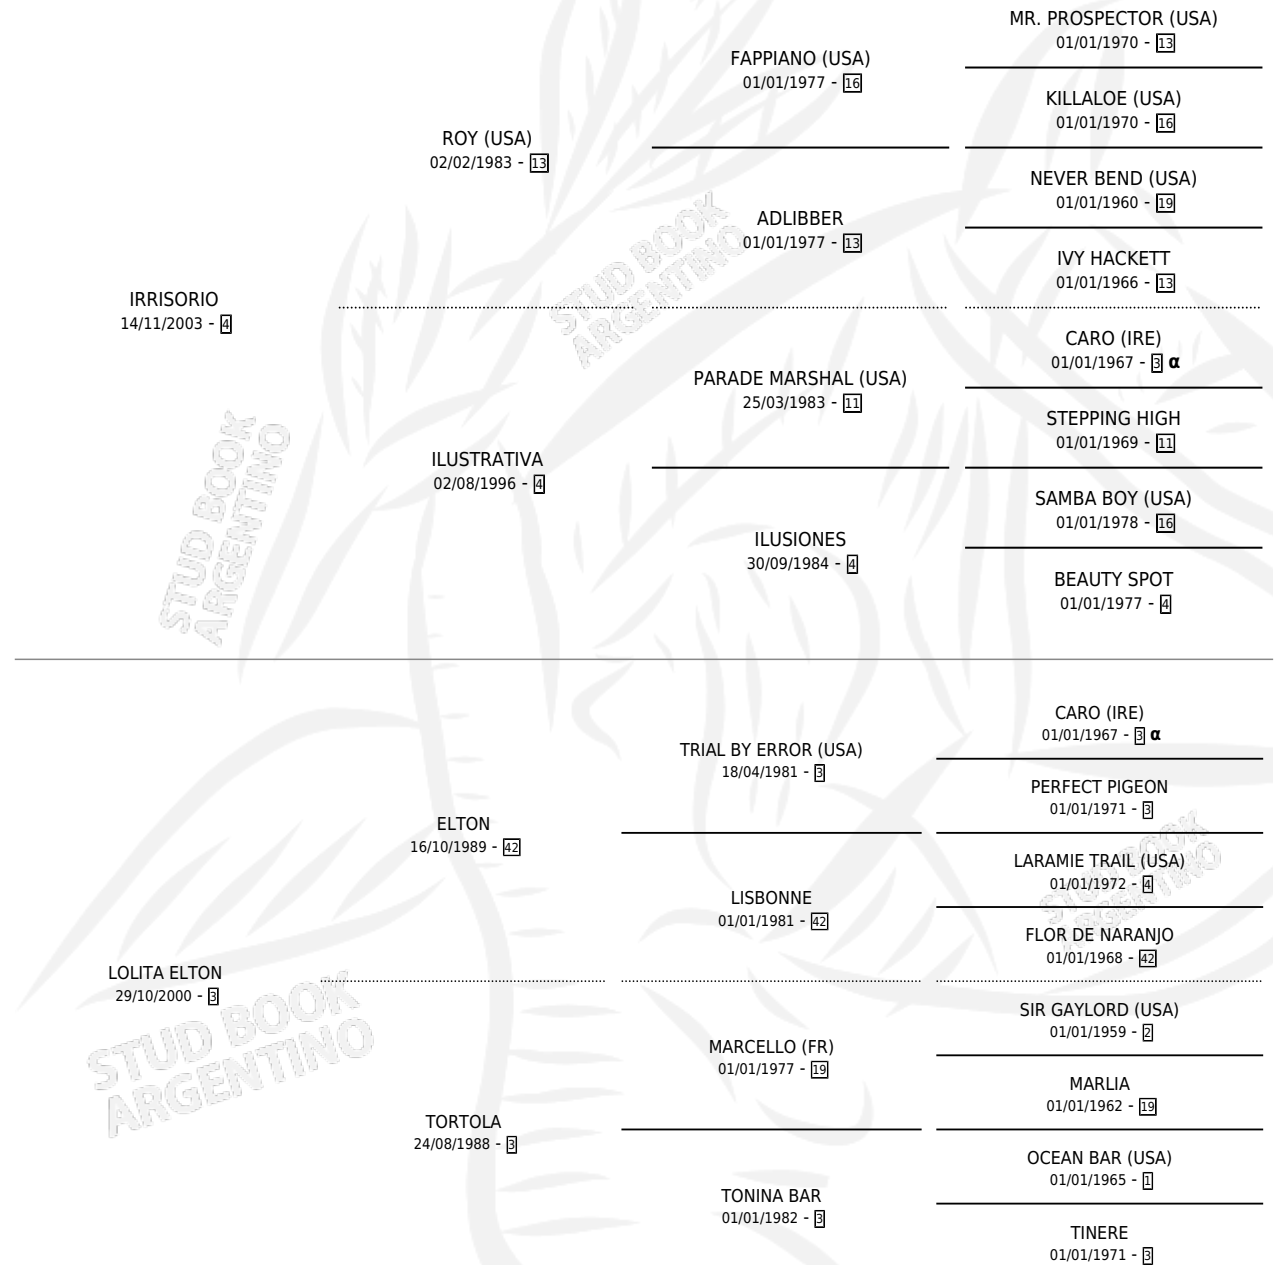 MR. PROSPECTOR (USA)
01/01/1970 - 13
FAPPIANO (USA)
01/01/1977 - 16
KILLALOE (USA)
01/01/1970 - 16
ROY (USA)
02/02/1983 - 13
NEVER BEND (USA)
01/01/1960 - 19
ADLIBBER
01/01/1977 - 13
IVY HACKETT
01/01/1966 - 13
IRRISORIO
14/11/2003 - 4
CARO (IRE)
01/01/1967 - 3 α
PARADE MARSHAL (USA)
25/03/1983 - 11
STEPPING HIGH
01/01/1969 - 11
ILUSTRATIVA
02/08/1996 - 4
SAMBA BOY (USA)
01/01/1978 - 16
ILUSIONES
30/09/1984 - 4
BEAUTY SPOT
01/01/1977 - 4
CARO (IRE)
01/01/1967 - 3 α
TRIAL BY ERROR (USA)
18/04/1981 - 3
PERFECT PIGEON
01/01/1971 - 3
ELTON
16/10/1989 - 42
LARAMIE TRAIL (USA)
01/01/1972 - 4
LISBONNE
01/01/1981 - 42
FLOR DE NARANJO
01/01/1968 - 42
LOLITA ELTON
29/10/2000 - 3
SIR GAYLORD (USA)
01/01/1959 - 2
MARCELLO (FR)
01/01/1977 - 19
MARLIA
01/01/1962 - 19
TORTOLA
24/08/1988 - 3
OCEAN BAR (USA)
01/01/1965 - 1
TONINA BAR
01/01/1982 - 3
TINERE
01/01/1971 - 3
STUD BOOK
ARGENTINO
STUD BOOK
ARGENTINO
STUD BOOK
ARGENTINO
STUD BOOK
ARGENTINO